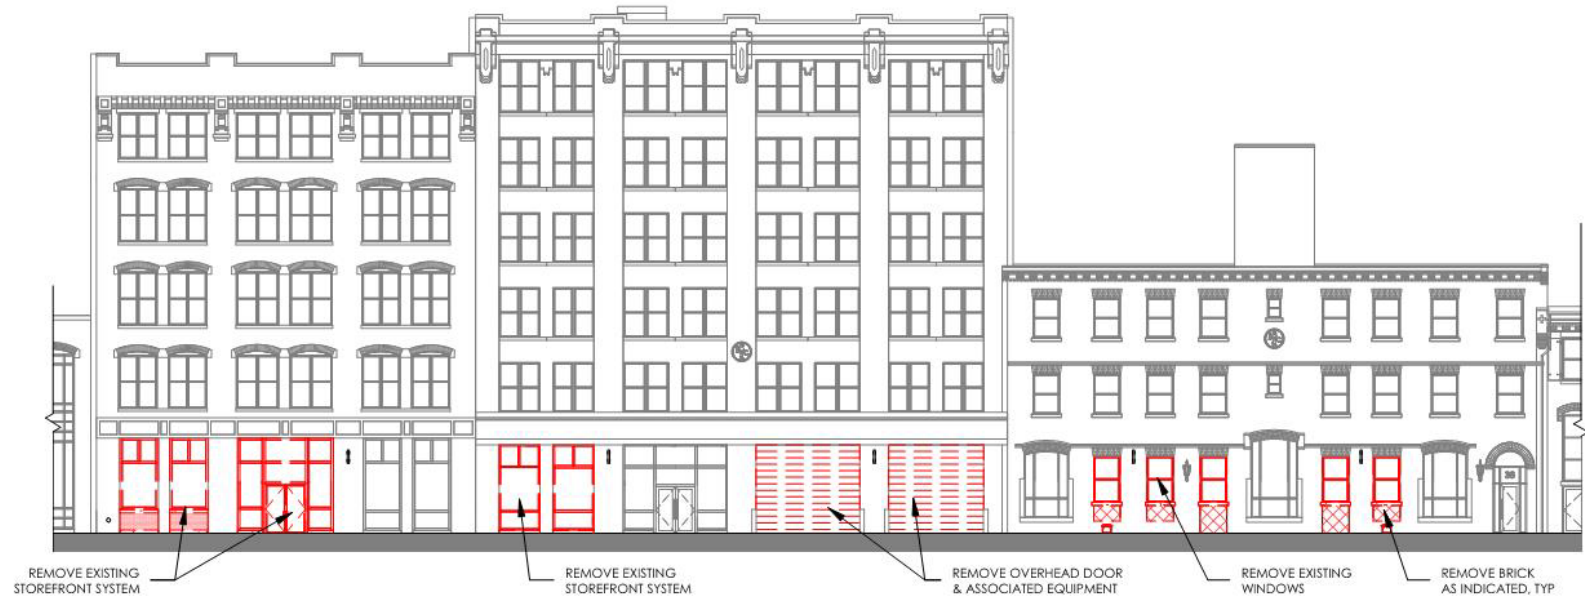 38
REMOVE EXISTING
STOREFRONT SYSTEM
REMOVE EXISTING
STOREFRONT SYSTEM
REMOVE OVERHEAD DOOR
& ASSOCIATED EQUIPMENT
REMOVE EXISTING
WINDOWS
REMOVE BRICK
AS INDICATED, TYP